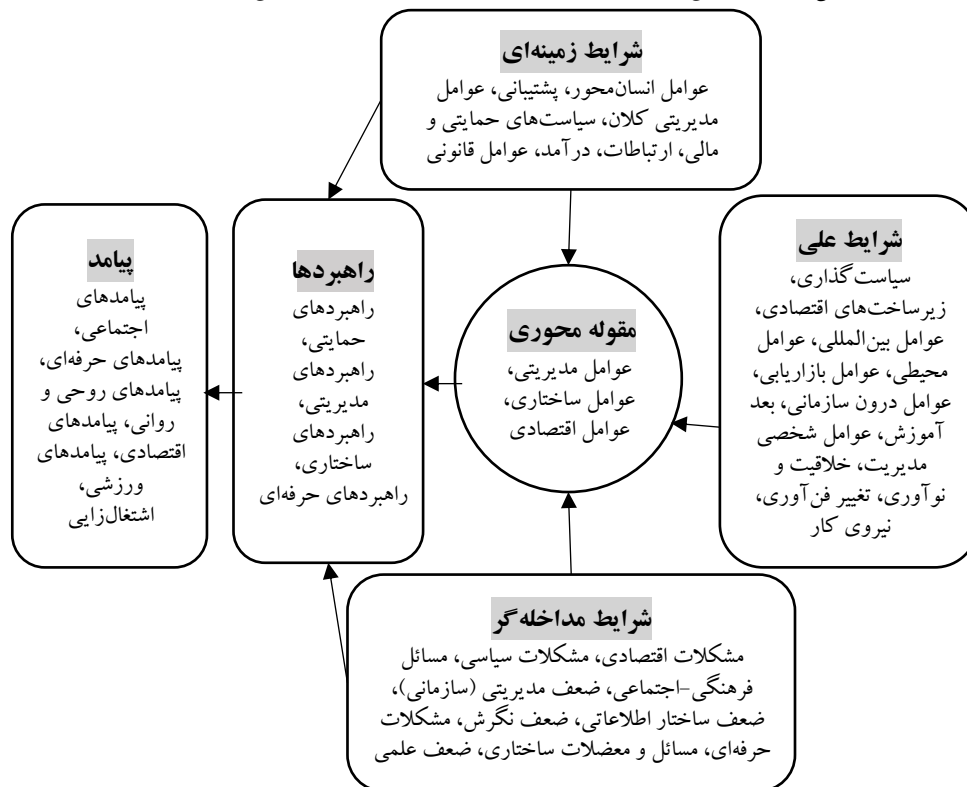 شرایط زمینه‌ای
عوامل انسان‌محور، پشتیبانی، عوامل
مدیریتی کلان، سیاست‌های حمایتی و
مالی، ارتباطات، درآمد، عوامل قانونی
شرایط علی
سیاست‌گذاری،
زیرساخت‌های اقتصادی،
عوامل بین‌المللی، عوامل
محیطی، عوامل بازاریابی،
عوامل درون سازمانی، بعد
آموزش، عوامل شخصی
مدیریت، خلاقیت و
نوآوری، تغییر فن‌آوری،
نیروی کار
مقوله محوری
عوامل مدیریتی،
عوامل ساختاری،
عوامل اقتصادی
راهبردها
راهبردهای
حمایتی،
راهبردهای
مدیریتی،
راهبردهای
ساختاری،
راهبردهای حرفه‌ای
پیامد
پیامدهای
اجتماعی،
پیامدهای حرفه‌ای،
پیامدهای روحی و
روانی، پیامدهای
اقتصادی، پیامدهای
ورزشی،
اشتغال‌زایی
شرایط مداخله‌گر
مشکلات اقتصادی، مشکلات سیاسی، مسائل
فرهنگی-اجتماعی، ضعف مدیریتی (سازمانی)،
ضعف ساختار اطلاعاتی، ضعف نگرش، مشکلات
حرفه‌ای، مسائل و معضلات ساختاری، ضعف علمی